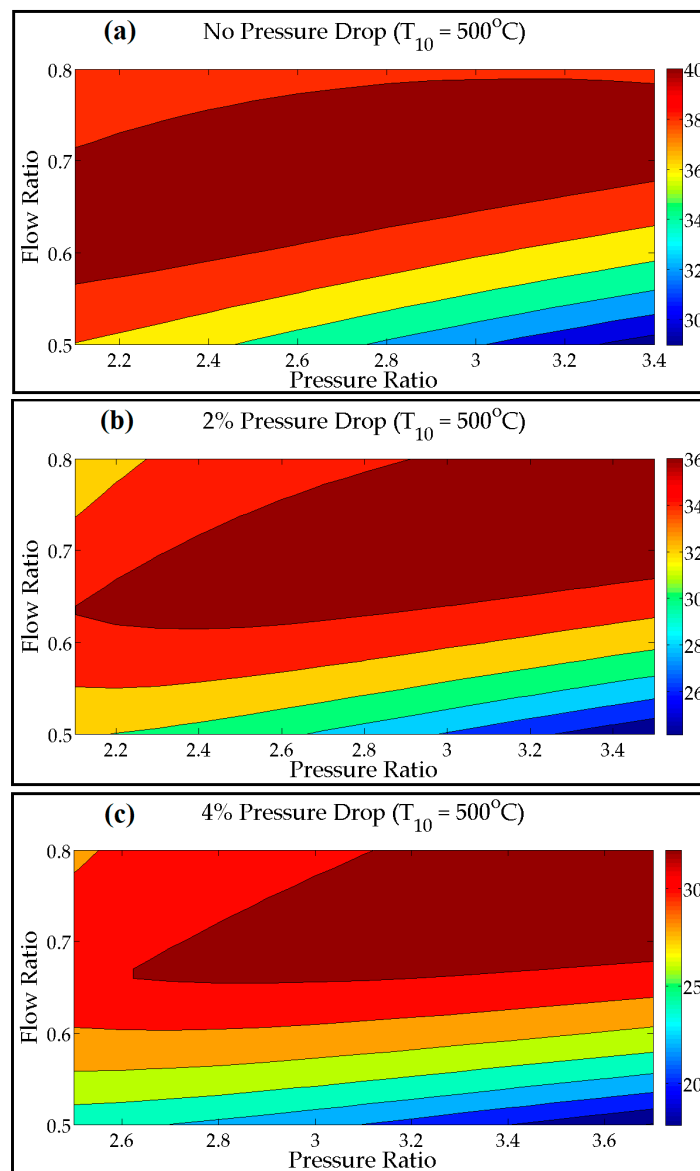 (a) No Pressure Drop (T10 = 500°C)
0.8
0.7
0.6
0.5
Flow Ratio
2.2 2.4 2.6 2.8 3 3.2 3.4
Pressure Ratio
40
38
36
34
32
30
(b) 2% Pressure Drop (T10 = 500°C)
0.8
0.7
0.6
0.5
Flow Ratio
2.2 2.4 2.6 2.8 3 3.2 3.4
Pressure Ratio
36
34
32
30
28
26
(c) 4% Pressure Drop (T10 = 500°C)
0.8
0.7
0.6
0.5
Flow Ratio
2.6 2.8 3 3.2 3.4 3.6
Pressure Ratio
30
25
20